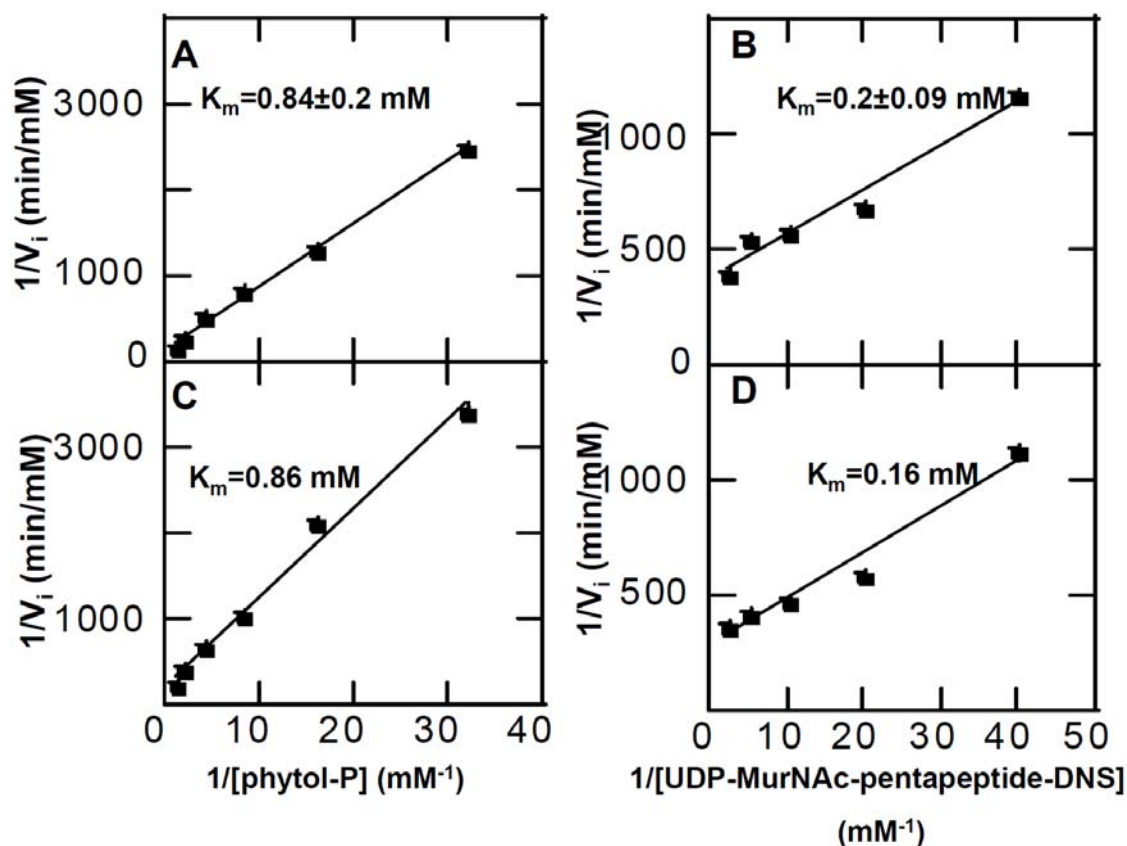 A
K_m=0.84±0.2 mM
1/V_i (min/mM)
3000
1000
0
B
K_m=0.2±0.09 mM
1/V_i (min/mM)
1000
500
0
C
K_m=0.86 mM
1/V_i (min/mM)
3000
1000
0 10 20 30 40
1/[phytol-P] (mM⁻¹)
D
K_m=0.16 mM
1/V_i (min/mM)
1000
500
0 10 20 30 40 50
1/[UDP-MurNAc-pentapeptide-DNS]
(mM⁻¹)